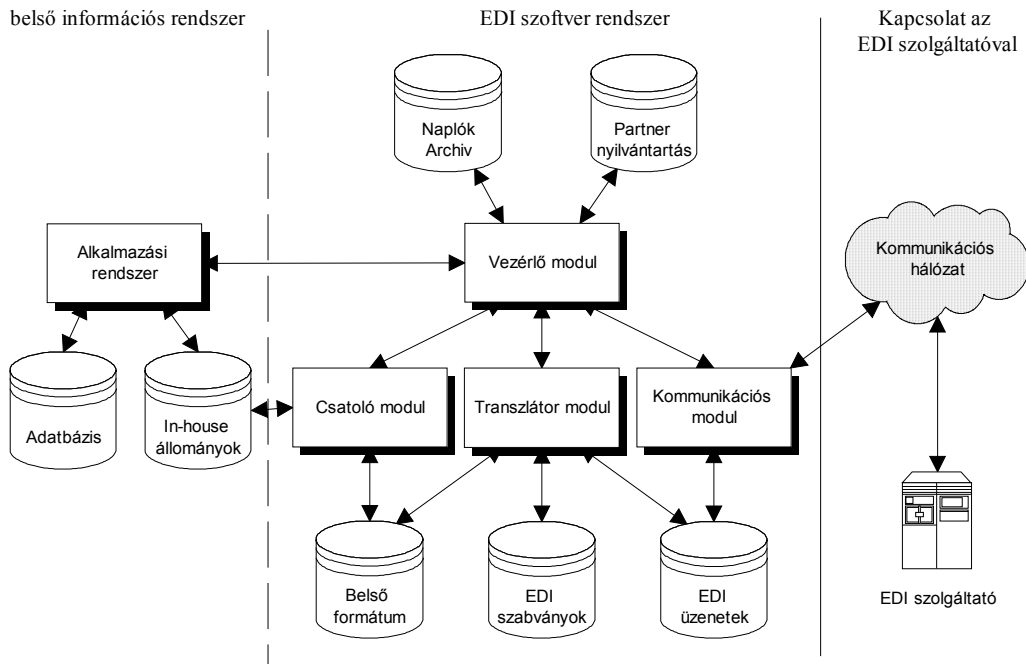 belső információs rendszer
EDI szoftver rendszer
Kapcsolat az
EDI szolgáltatóval
Naplók
Archiv
Partner
nyilvántartás
Alkalmazási
rendszer
Vezérlő modul
Kommunikációs
hálózat
Adatbázis
In-house
állományok
Csatoló modul
Transzlátor modul
Kommunikációs
modul
Belső
formátum
EDI
szabványok
EDI
üzenetek
EDI szolgáltató